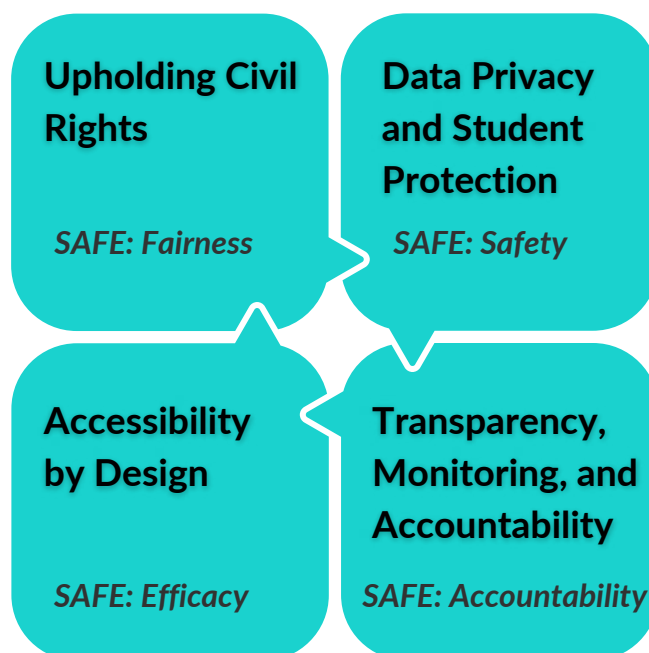 Upholding Civil
Rights
SAFE: Fairness
Data Privacy
and Student
Protection
SAFE: Safety
Accessibility
by Design
SAFE: Efficacy
Transparency,
Monitoring, and
Accountability
SAFE: Accountability